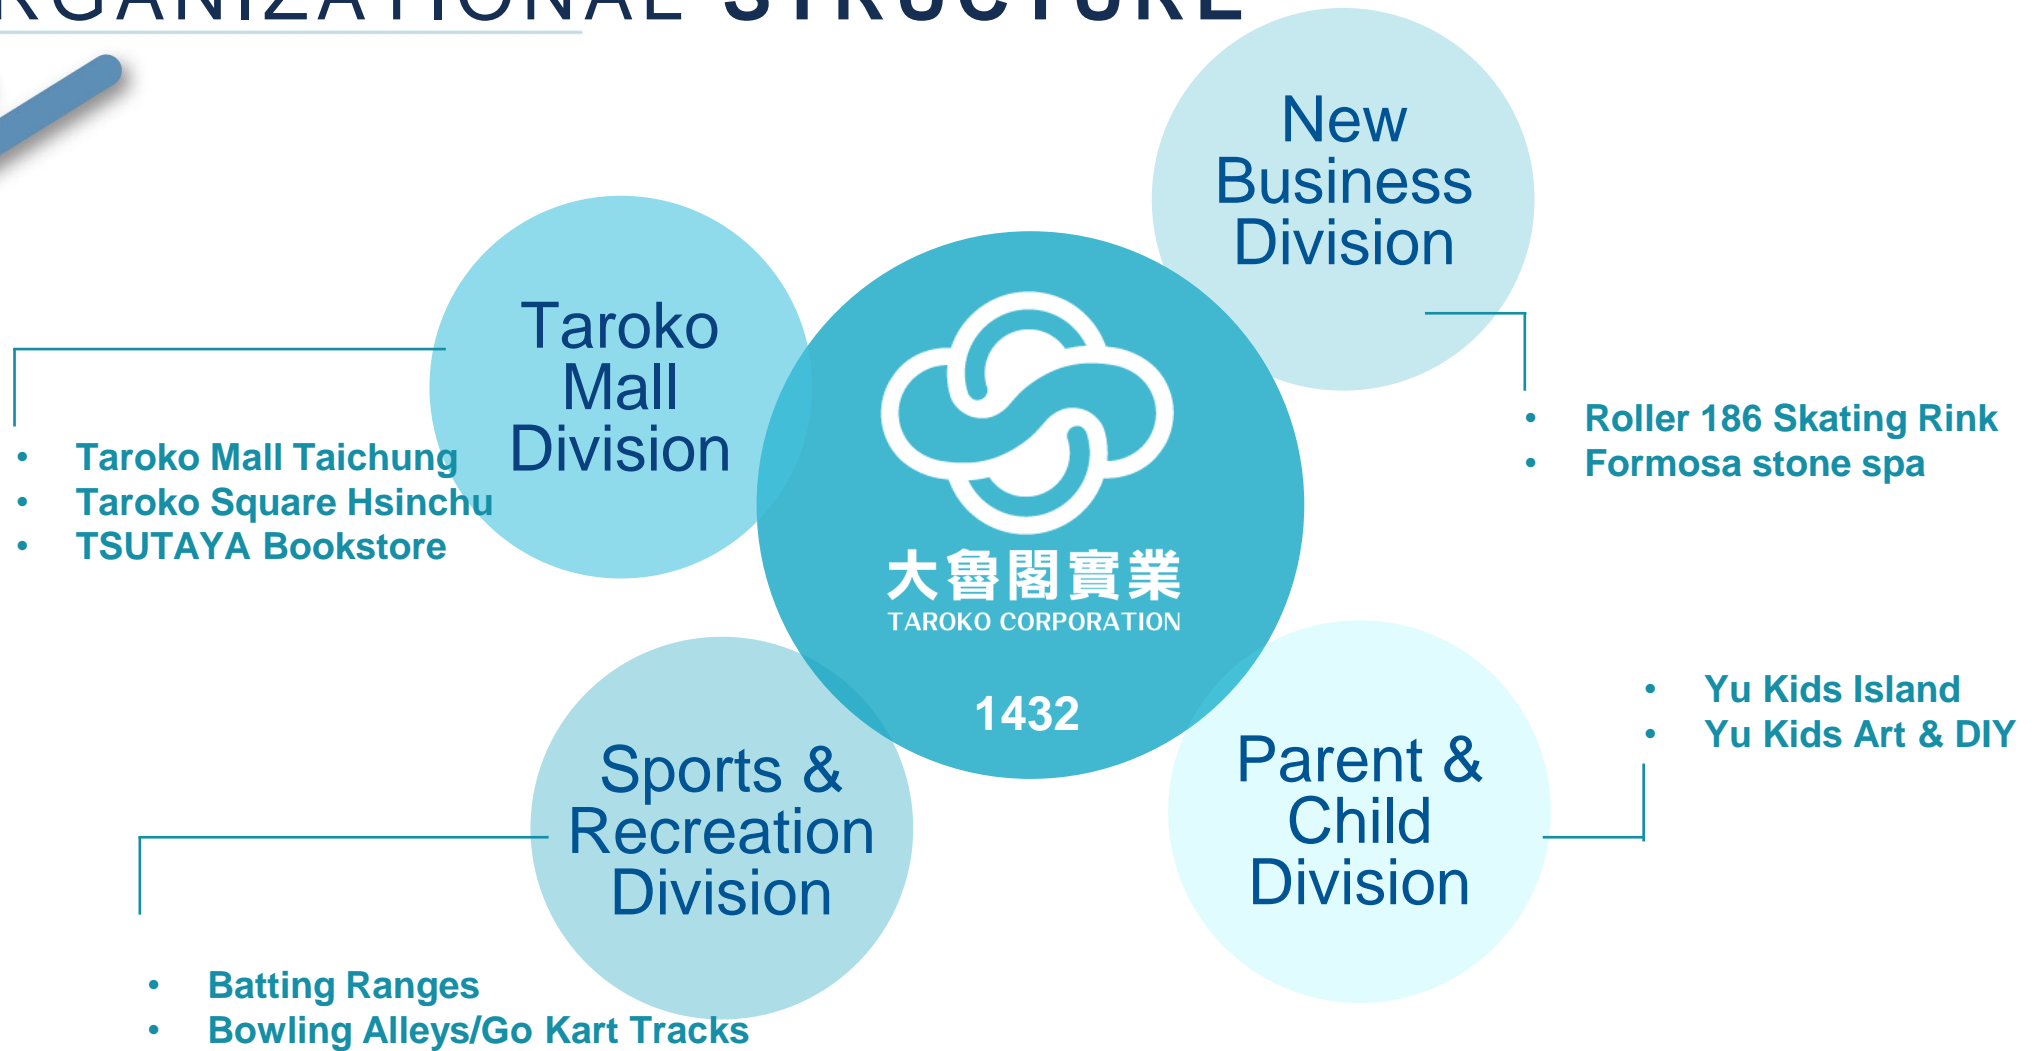 RGANIZATIONAL STRUCTURE
New
Business
Division
Taroko
Mall
Division
• Roller 186 Skating Rink
• Formosa stone spa
• Taroko Mall Taichung
• Taroko Square Hsinchu
• TSUTAYA Bookstore
大魯閣實業
TAROKO CORPORATION
1432
• Yu Kids Island
• Yu Kids Art & DIY
Sports &
Recreation
Division
Parent &
Child
Division
• Batting Ranges
• Bowling Alleys/Go Kart Tracks